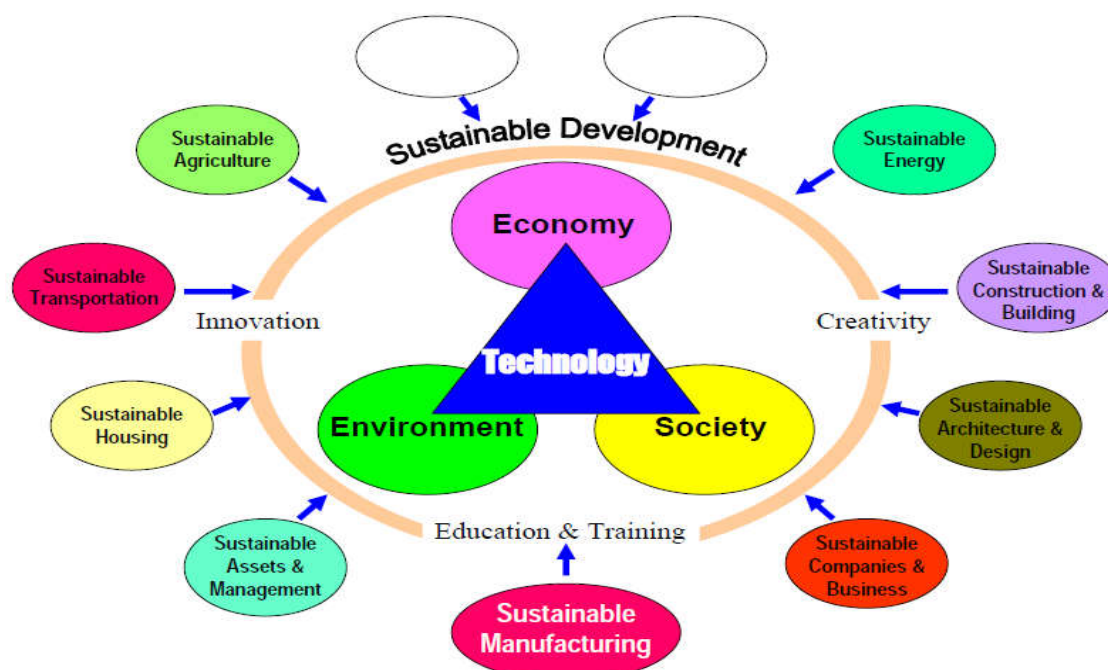 Sustainable Development
Sustainable
Agriculture
Sustainable
Energy
Economy
Sustainable
Transportation
Sustainable
Construction &
Building
Innovation
Creativity
Technology
Sustainable
Housing
Environment
Society
Sustainable
Architecture &
Design
Education & Training
Sustainable
Assets &
Management
Sustainable
Companies &
Business
Sustainable
Manufacturing